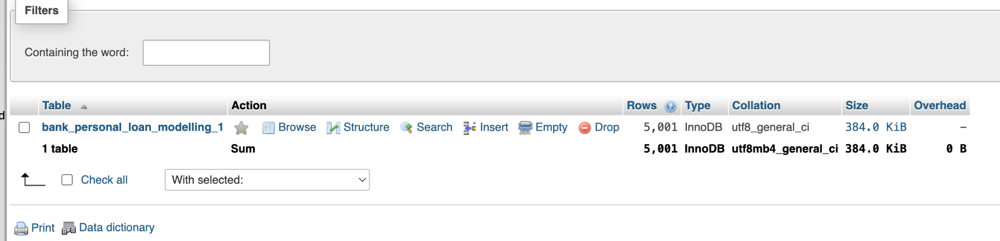 Filters
Containing the word:
Table Action Rows Type Collation Size Overhead
bank_personal_loan_modelling_1 Browse Structure Search Insert Empty Drop 5,001 InnoDB utf8_general_ci 384.0 KiB –
1 table Sum 5,001 InnoDB utf8mb4_general_ci 384.0 KiB 0 B
Check all With selected:
Print Data dictionary